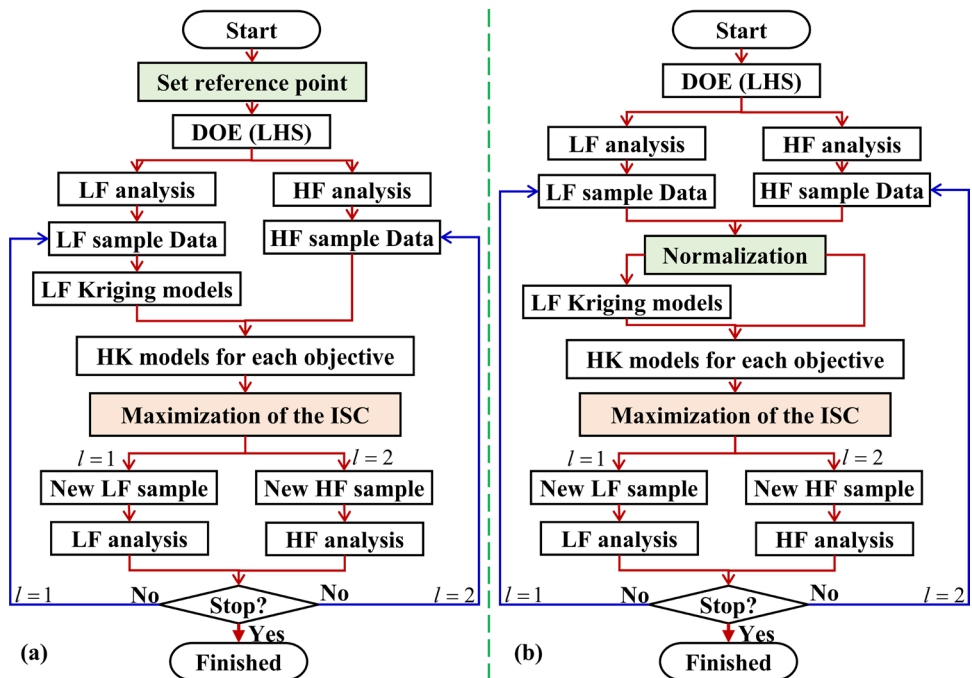 Start
Set reference point
DOE (LHS)
LF analysis
HF analysis
LF sample Data
HF sample Data
LF Kriging models
HK models for each objective
Maximization of the ISC
l = 1
l = 2
New LF sample
New HF sample
LF analysis
HF analysis
l = 1
No
Stop?
No
l = 2
Yes
(a)
Finished
Start
DOE (LHS)
LF analysis
HF analysis
LF sample Data
HF sample Data
Normalization
LF Kriging models
HK models for each objective
Maximization of the ISC
l = 1
l = 2
New LF sample
New HF sample
LF analysis
HF analysis
l = 1
No
Stop?
No
l = 2
Yes
(b)
Finished